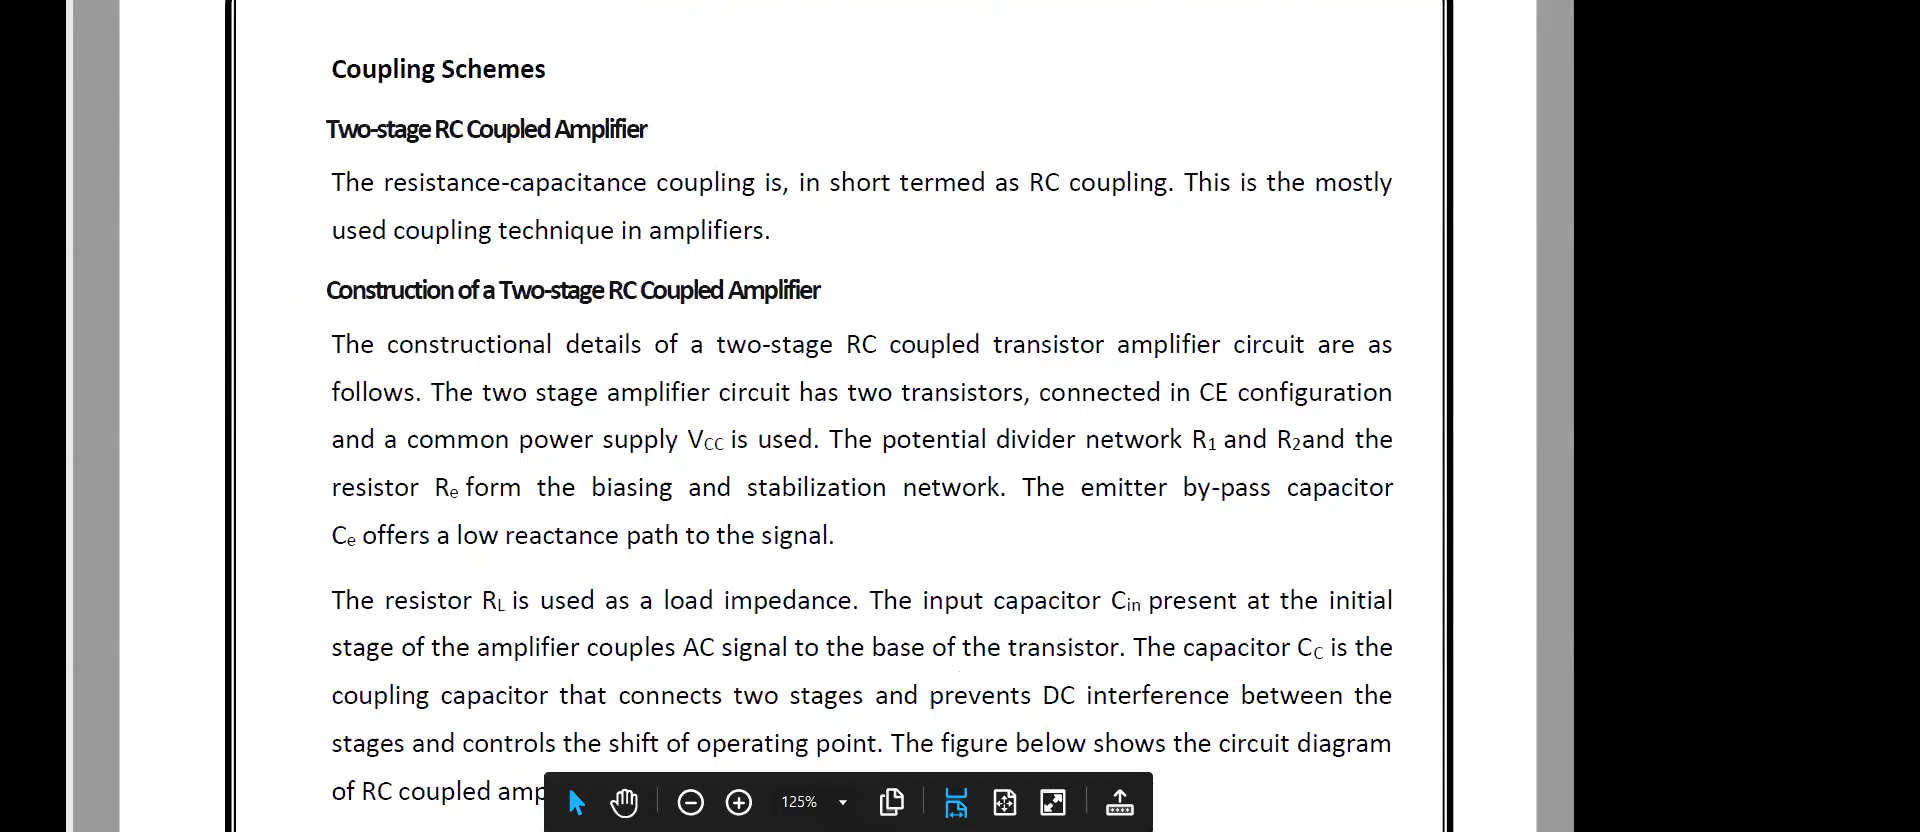 Coupling Schemes
Two-stage RC Coupled Amplifier
The resistance-capacitance coupling is, in short termed as RC coupling. This is the mostly
used coupling technique in amplifiers.
Construction of a Two-stage RC Coupled Amplifier
The constructional details of a two-stage RC coupled transistor amplifier circuit are as
follows. The two stage amplifier circuit has two transistors, connected in CE configuration
and a common power supply VCC is used. The potential divider network R1 and R2and the
resistor Re form the biasing and stabilization network. The emitter by-pass capacitor
Ce offers a low reactance path to the signal.
The resistor RL is used as a load impedance. The input capacitor Cin present at the initial
stage of the amplifier couples AC signal to the base of the transistor. The capacitor CC is the
coupling capacitor that connects two stages and prevents DC interference between the
stages and controls the shift of operating point. The figure below shows the circuit diagram
of RC coupled amp
125%